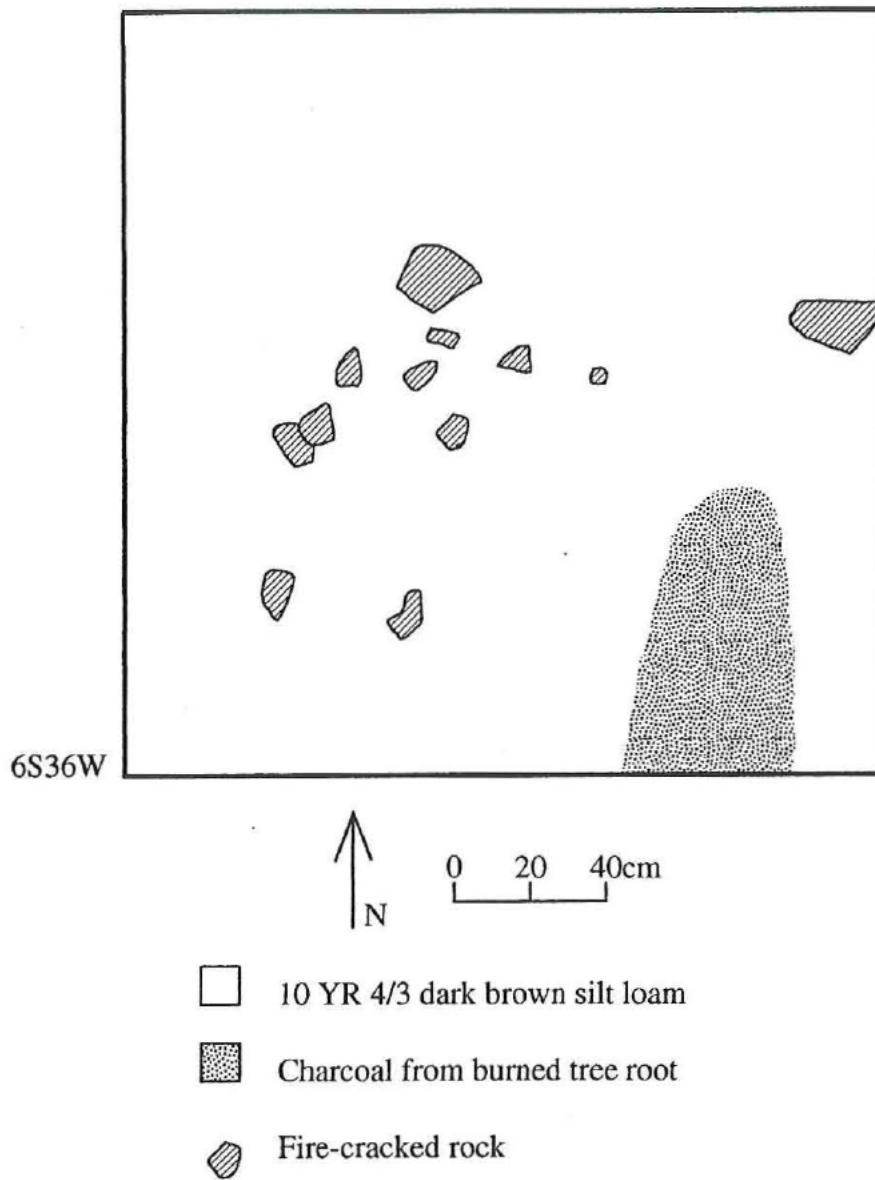 6S36W
0 20 40cm
N
10 YR 4/3 dark brown silt loam
Charcoal from burned tree root
Fire-cracked rock